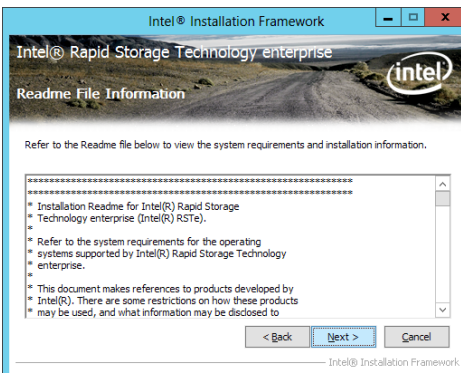 Intel® Installation Framework
Intel® Rapid Storage Technology enterprise
intel
Readme File Information
Refer to the Readme file below to view the system requirements and installation information.
************************************************************
************************************************************
* Installation Readme for Intel(R) Rapid Storage
* Technology enterprise (Intel(R) RSTe).
*
* Refer to the system requirements for the operating
* systems supported by Intel(R) Rapid Storage Technology
* enterprise.
*
* This document makes references to products developed by
* Intel(R). There are some restrictions on how these products
* may be used, and what information may be disclosed to
< Back Next > Cancel
Intel® Installation Framework